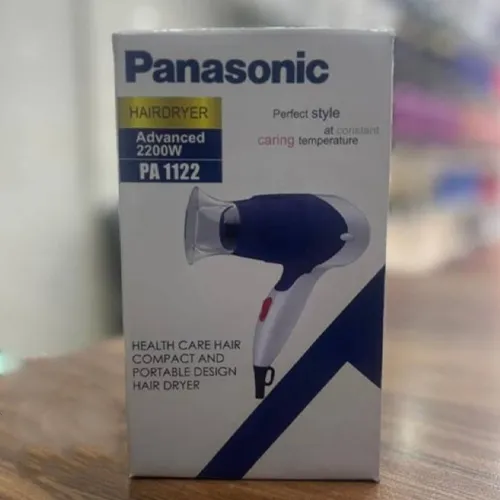 Panasonic
HAIRDRYER
Advanced
2200W
PA 1122
Perfect style
at constant
caring temperature
HEALTH CARE HAIR
COMPACT AND
PORTABLE DESIGN
HAIR DRYER